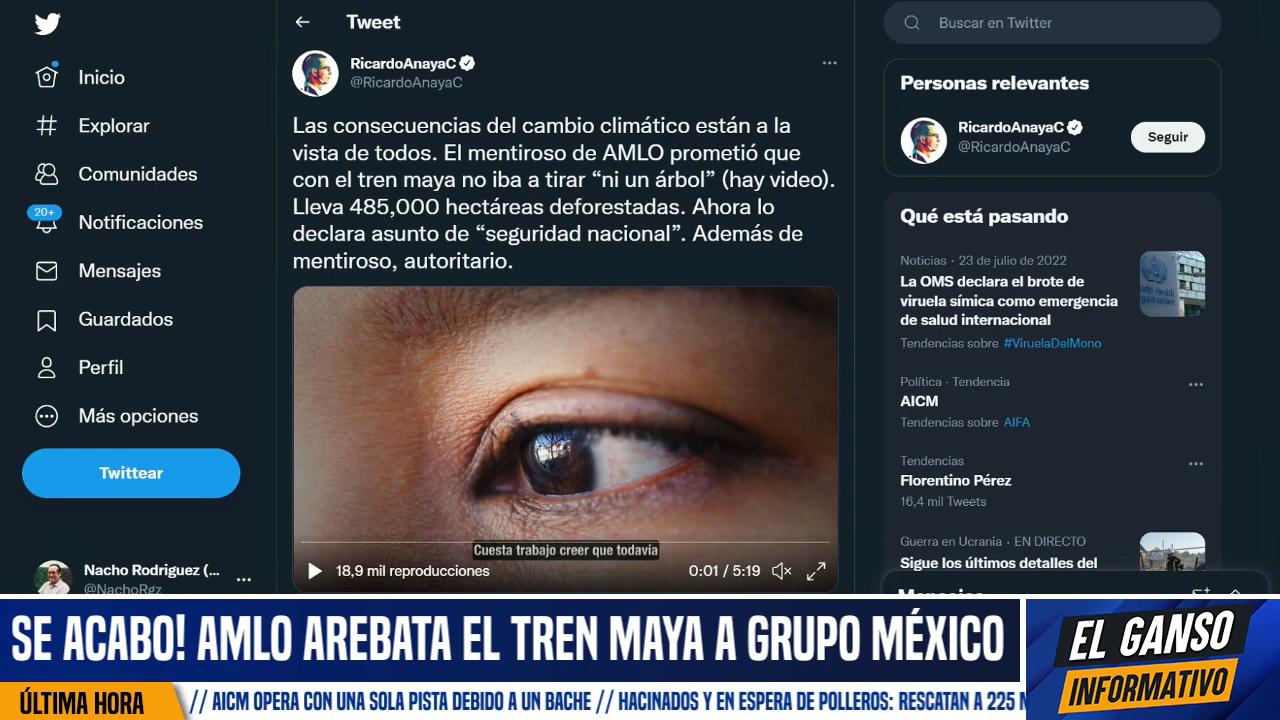 Inicio
Explorar
Comunidades
20+
Notificaciones
Mensajes
Guardados
Perfil
Más opciones
Twittear
Nacho Rodriguez (...
@NachoRgz
Tweet
RicardoAnayaC
@RicardoAnayaC
Las consecuencias del cambio climático están a la
vista de todos. El mentiroso de AMLO prometió que
con el tren maya no iba a tirar “ni un árbol” (hay video).
Lleva 485,000 hectáreas deforestadas. Ahora lo
declara asunto de “seguridad nacional”. Además de
mentiroso, autoritario.
Cuesta trabajo creer que todavía
18,9 mil reproducciones
0:01 / 5:19
Buscar en Twitter
Personas relevantes
RicardoAnayaC
@RicardoAnayaC
Seguir
Qué está pasando
Noticias · 23 de julio de 2022
La OMS declara el brote de
viruela símica como emergencia
de salud internacional
Tendencias sobre #ViruelaDelMono
Política · Tendencia
AICM
Tendencias sobre AIFA
Tendencias
Florentino Pérez
16,4 mil Tweets
Guerra en Ucrania · EN DIRECTO
Sigue los últimos detalles del
Mensajes
SE ACABO! AMLO AREBATA EL TREN MAYA A GRUPO MÉXICO
EL GANSO
INFORMATIVO
ÚLTIMA HORA
// AICM OPERA CON UNA SOLA PISTA DEBIDO A UN BACHE // HACINADOS Y EN ESPERA DE POLLEROS: RESCATAN A 225